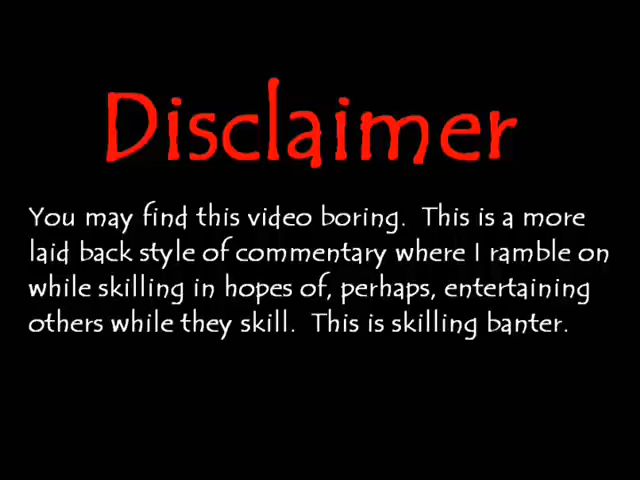 Disclaimer
You may find this video boring.  This is a more
laid back style of commentary where I ramble on
while skilling in hopes of, perhaps, entertaining
others while they skill.  This is skilling banter.